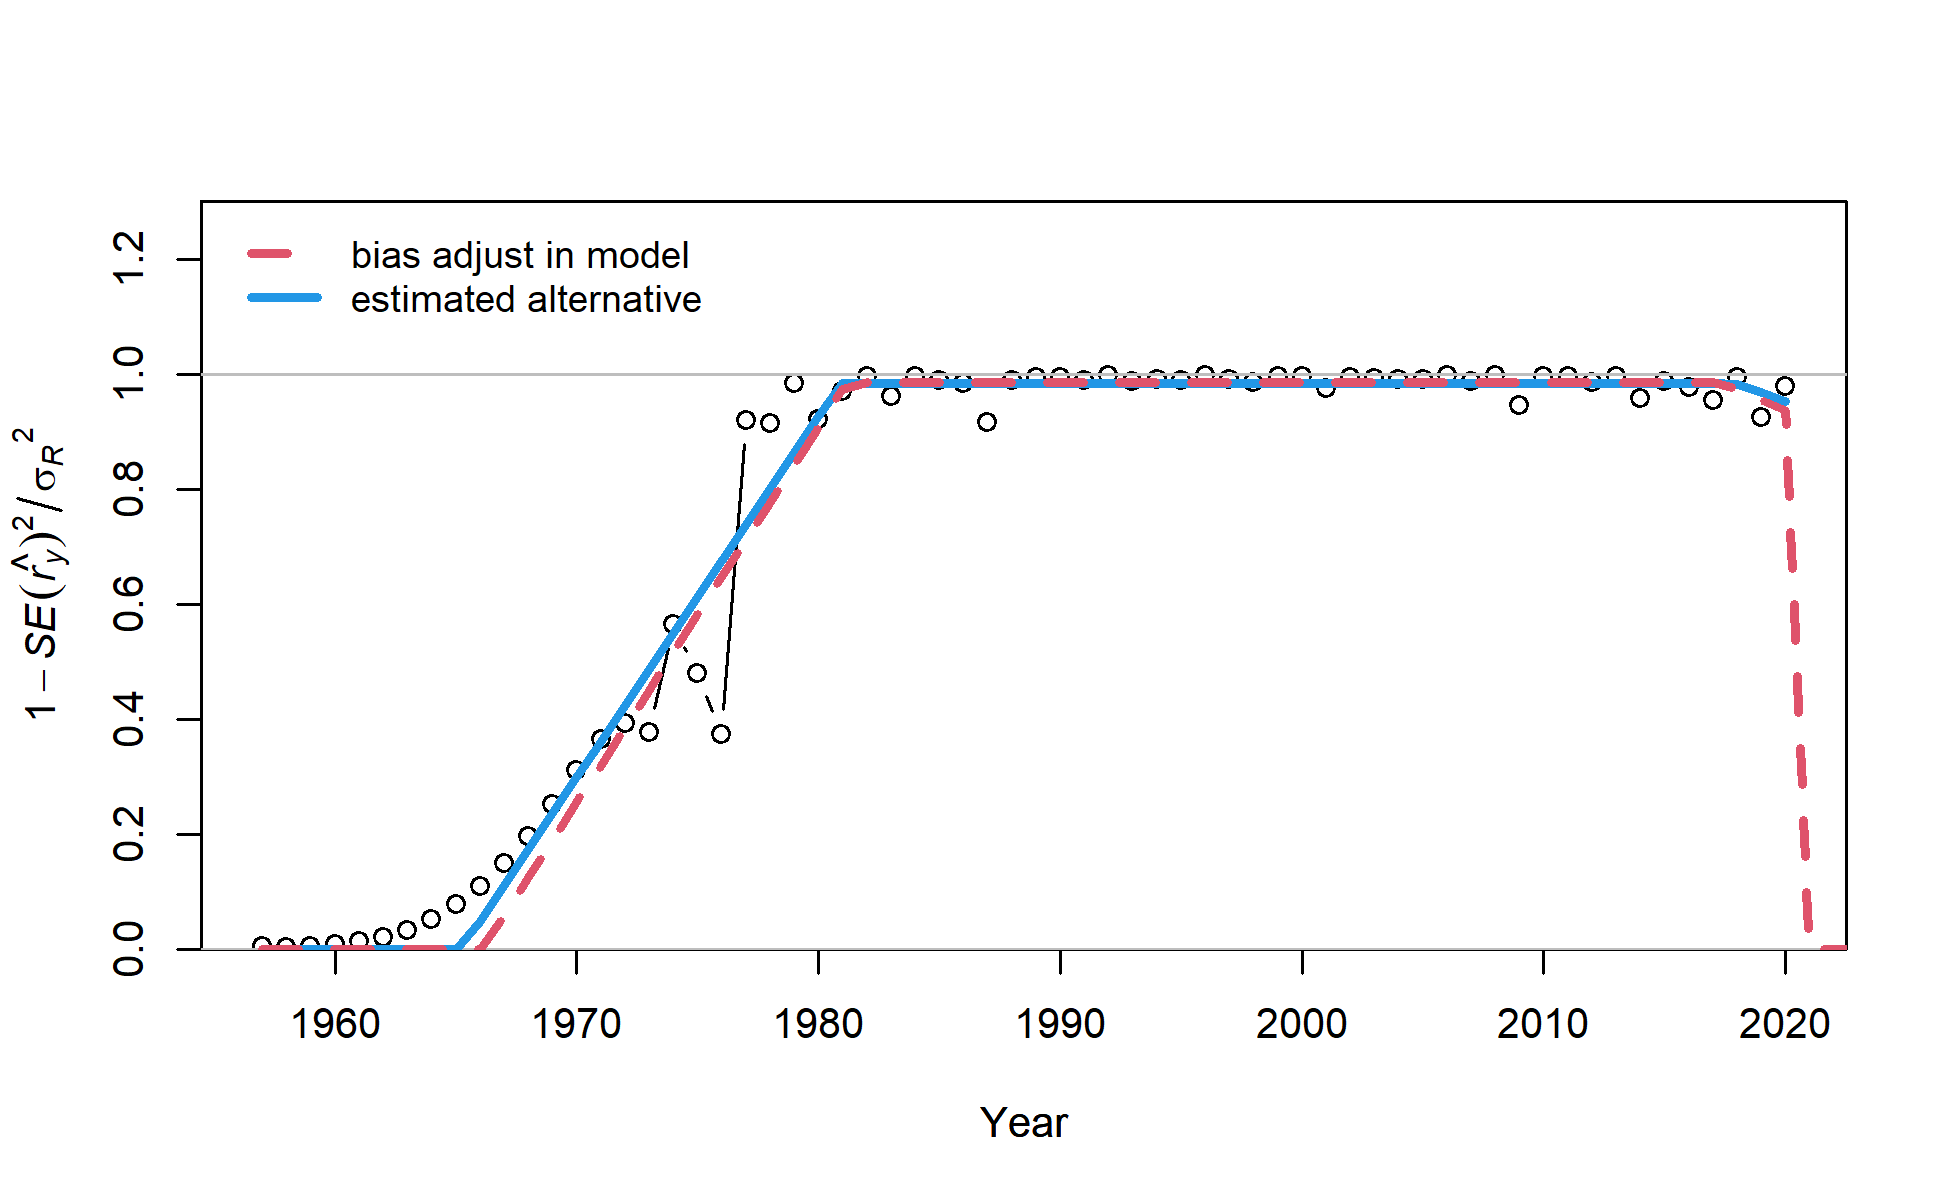 bias adjust in model
estimated alternative
1.2
1.0
0.8
0.6
0.4
0.2
0.0
1 − SE(r̂y)² / σR²
1960 1970 1980 1990 2000 2010 2020
Year